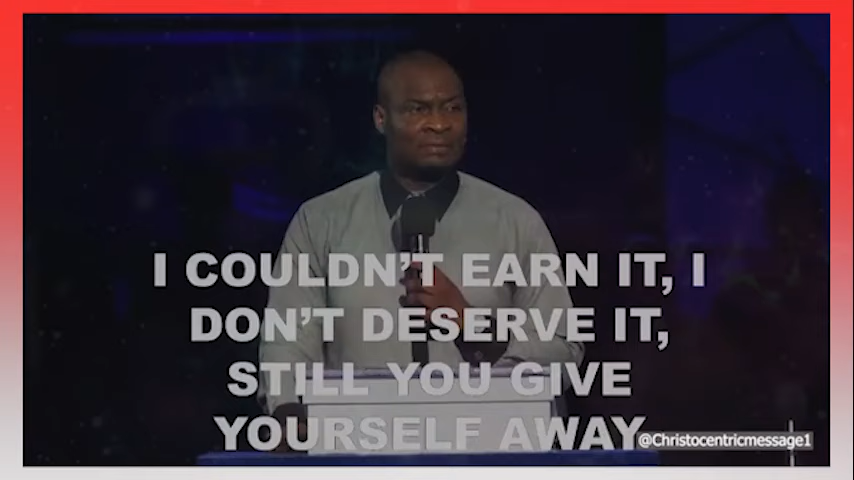 I COULDN'T EARN IT, I
DON'T DESERVE IT,
STILL YOU GIVE
YOURSELF AWAY
@Christocentricmessage1